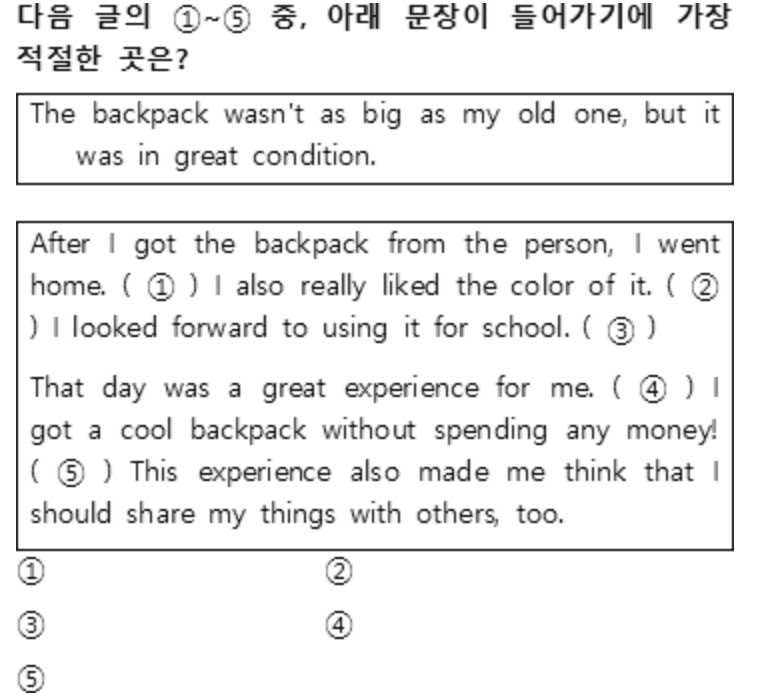 다음 글의 ①~⑤ 중, 아래 문장이 들어가기에 가장
적절한 곳은?
The backpack wasn't as big as my old one, but it
was in great condition.
After I got the backpack from the person, I went
home. ( ① ) I also really liked the color of it. ( ②
) I looked forward to using it for school. ( ③ )
That day was a great experience for me. ( ④ ) I
got a cool backpack without spending any money!
( ⑤ ) This experience also made me think that I
should share my things with others, too.
① ②
③ ④
⑤